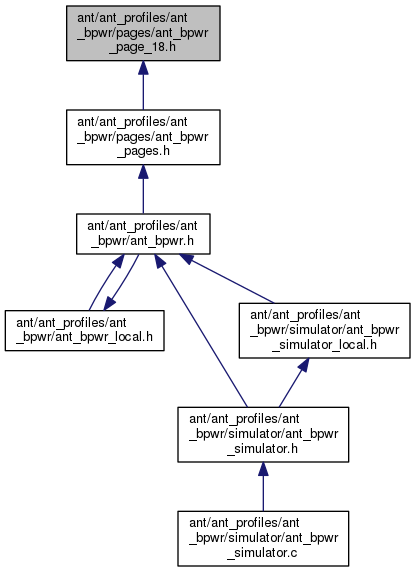 ant/ant_profiles/ant
_bpwr/pages/ant_bpwr
_page_18.h
ant/ant_profiles/ant
_bpwr/pages/ant_bpwr
_pages.h
ant/ant_profiles/ant
_bpwr/ant_bpwr.h
ant/ant_profiles/ant
_bpwr/ant_bpwr_local.h
ant/ant_profiles/ant
_bpwr/simulator/ant_bpwr
_simulator_local.h
ant/ant_profiles/ant
_bpwr/simulator/ant_bpwr
_simulator.h
ant/ant_profiles/ant
_bpwr/simulator/ant_bpwr
_simulator.c